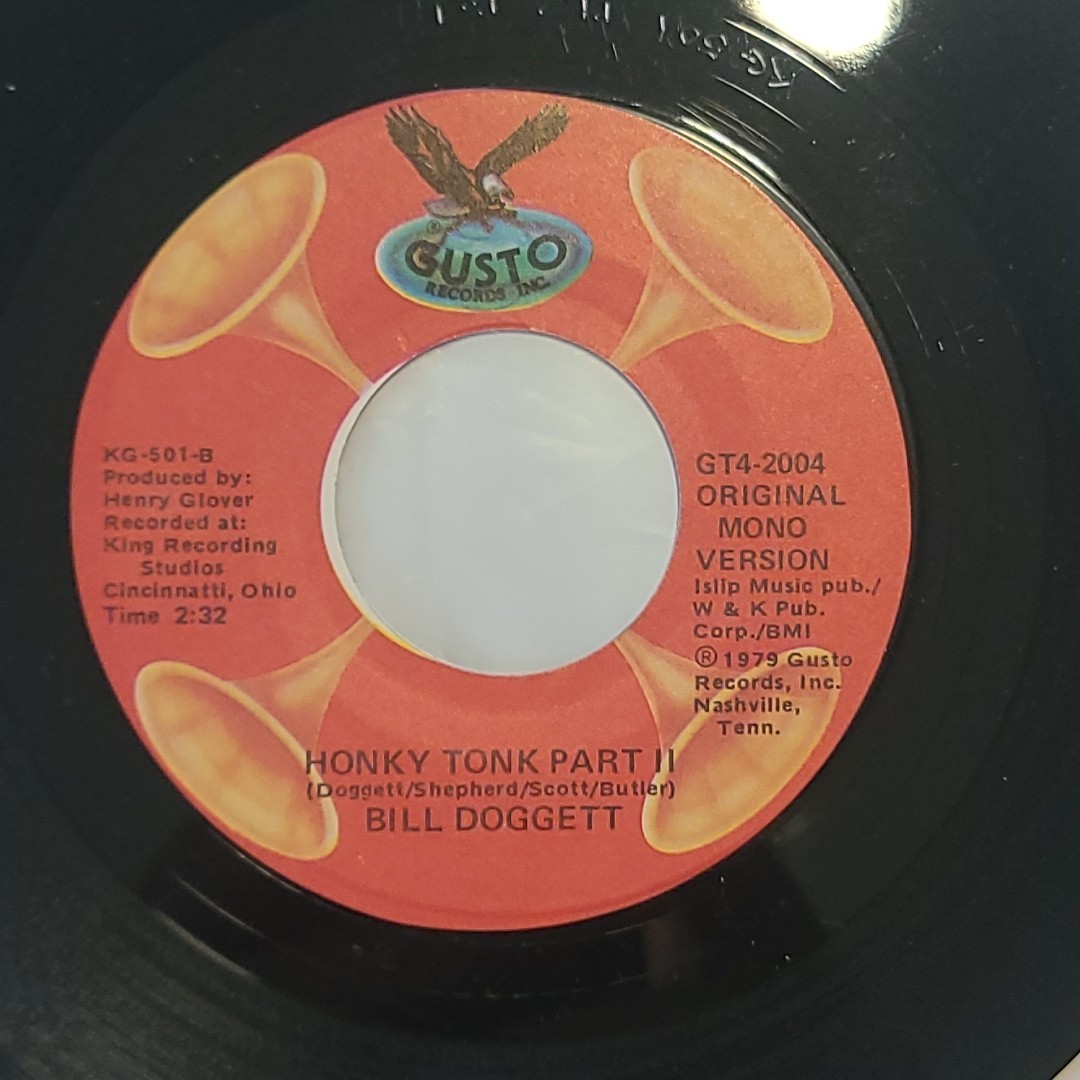 KG-501
®
GUSTO
RECORDS INC.
KG-501-B
Produced by:
Henry Glover
Recorded at:
King Recording
Studios
Cincinnatti, Ohio
Time 2:32
GT4-2004
ORIGINAL
MONO
VERSION
Islip Music pub./
W & K Pub.
Corp./BMI
Ⓡ 1979 Gusto
Records, Inc.
Nashville,
Tenn.
HONKY TONK PART II
(Doggett/Shepherd/Scott/Butler)
BILL DOGGETT